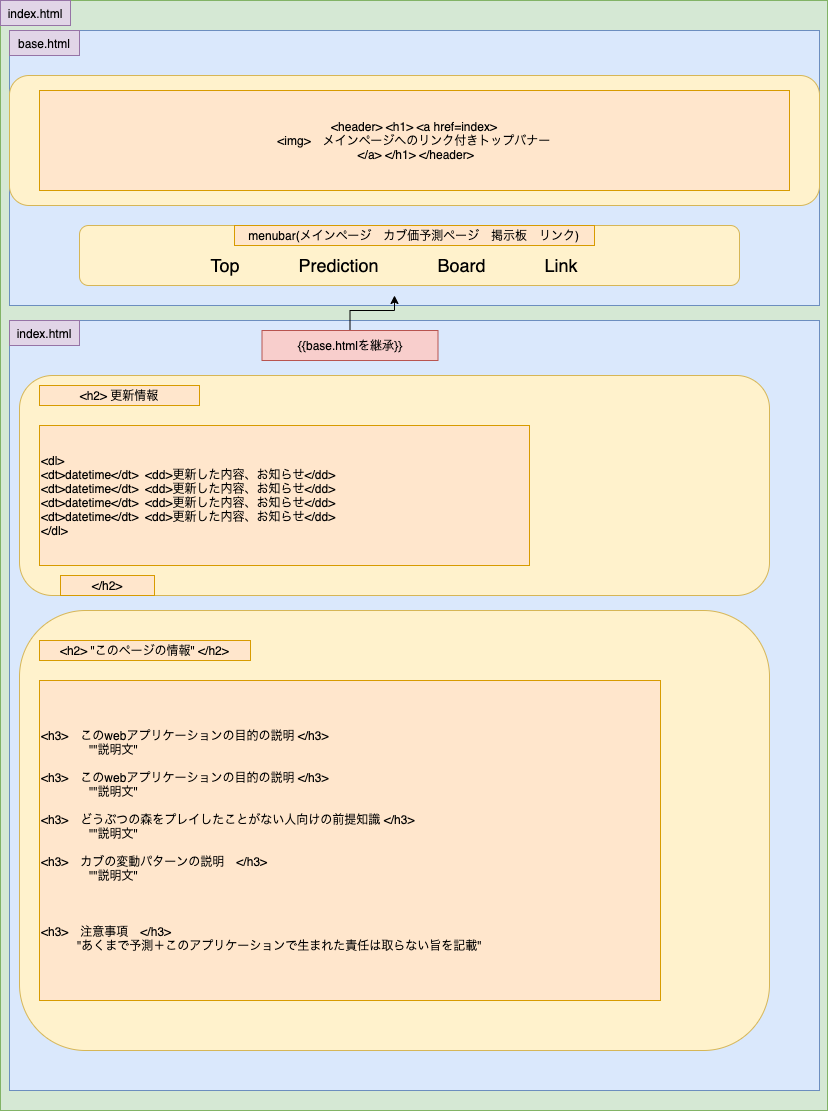 index.html
base.html
<header> <h1> <a href=index>
<img>　メインページへのリンク付きトップバナー
</a> </h1> </header>
menubar(メインページ　カブ価予測ページ　掲示板　リンク)
Top Prediction Board Link
index.html
{{base.htmlを継承}}
<h2> 更新情報
<dl>
<dt>datetime</dt> <dd>更新した内容、お知らせ</dd>
<dt>datetime</dt> <dd>更新した内容、お知らせ</dd>
<dt>datetime</dt> <dd>更新した内容、お知らせ</dd>
<dt>datetime</dt> <dd>更新した内容、お知らせ</dd>
</dl>
</h2>
<h2> "このページの情報" </h2>
<h3>　このwebアプリケーションの目的の説明 </h3>
""説明文"
<h3>　このwebアプリケーションの目的の説明 </h3>
""説明文"
<h3>　どうぶつの森をプレイしたことがない人向けの前提知識 </h3>
""説明文"
<h3>　カブの変動パターンの説明　</h3>
""説明文"
<h3>　注意事項　</h3>
"あくまで予測＋このアプリケーションで生まれた責任は取らない旨を記載"